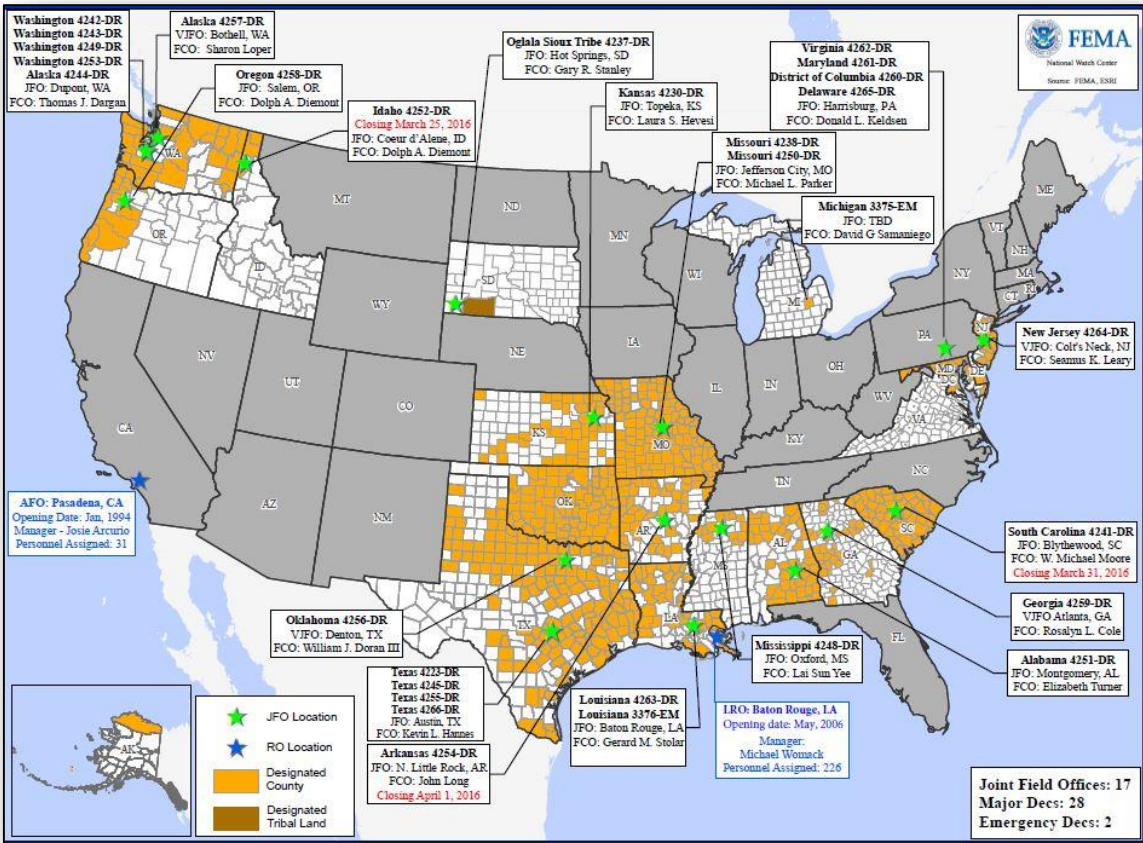 Washington 4242-DR
Washington 4243-DR
Washington 4249-DR
Washington 4253-DR
Alaska 4244-DR
JFO: Dupont, WA
FCO: Thomas J. Dargan
Alaska 4257-DR
VJFO: Bothell, WA
FCO: Sharon Loper
Oregon 4258-DR
JFO: Salem, OR
FCO: Dolph A. Diemont
Idaho 4252-DR
Closing March 25, 2016
JFO: Coeur d'Alene, ID
FCO: Dolph A. Diemont
Oglala Sioux Tribe 4237-DR
JFO: Hot Springs, SD
FCO: Gary R. Stanley
Kansas 4230-DR
JFO: Topeka, KS
FCO: Laura S. Hevesi
Missouri 4238-DR
Missouri 4250-DR
JFO: Jefferson City, MO
FCO: Michael L. Parker
Virginia 4262-DR
Maryland 4261-DR
District of Columbia 4260-DR
Delaware 4265-DR
JFO: Harrisburg, PA
FCO: Donald L. Keldsen
Michigan 3375-EM
JFO: TBD
FCO: David G Samaniego
FEMA
National Watch Center
Source: FEMA, ESRI
WA
MT
ND
MN
ME
VT
NH
OR
ID
SD
WI
MI
NY
MA
RI
CT
WY
NE
IA
PA
NJ
NV
UT
CO
IL
IN
OH
MD
DC
DE
WV
VA
KS
MO
KY
CA
AZ
NM
OK
AR
TN
NC
SC
TX
LA
MS
AL
GA
FL
AK
New Jersey 4264-DR
VJFO: Colt's Neck, NJ
FCO: Seamus K. Leary
AFO: Pasadena, CA
Opening Date: Jan, 1994
Manager - Josie Arcurio
Personnel Assigned: 31
South Carolina 4241-DR
JFO: Blythewood, SC
FCO: W. Michael Moore
Closing March 31, 2016
Georgia 4259-DR
VJFO Atlanta, GA
FCO: Rosalyn L. Cole
Alabama 4251-DR
JFO: Montgomery, AL
FCO: Elizabeth Turner
Oklahoma 4256-DR
VJFO: Denton, TX
FCO: William J. Doran III
Mississippi 4248-DR
JFO: Oxford, MS
FCO: Lai Sun Yee
Texas 4223-DR
Texas 4245-DR
Texas 4255-DR
Texas 4266-DR
JFO: Austin, TX
FCO: Kevin L. Hannes
Louisiana 4263-DR
Louisiana 3376-EM
JFO: Baton Rouge, LA
FCO: Gerard M. Stolar
LRO: Baton Rouge, LA
Opening date: May, 2006
Manager:
Michael Womack
Personnel Assigned: 226
Arkansas 4254-DR
JFO: N. Little Rock, AR
FCO: John Long
Closing April 1, 2016
JFO Location
RO Location
Designated
County
Designated
Tribal Land
Joint Field Offices: 17
Major Decs: 28
Emergency Decs: 2